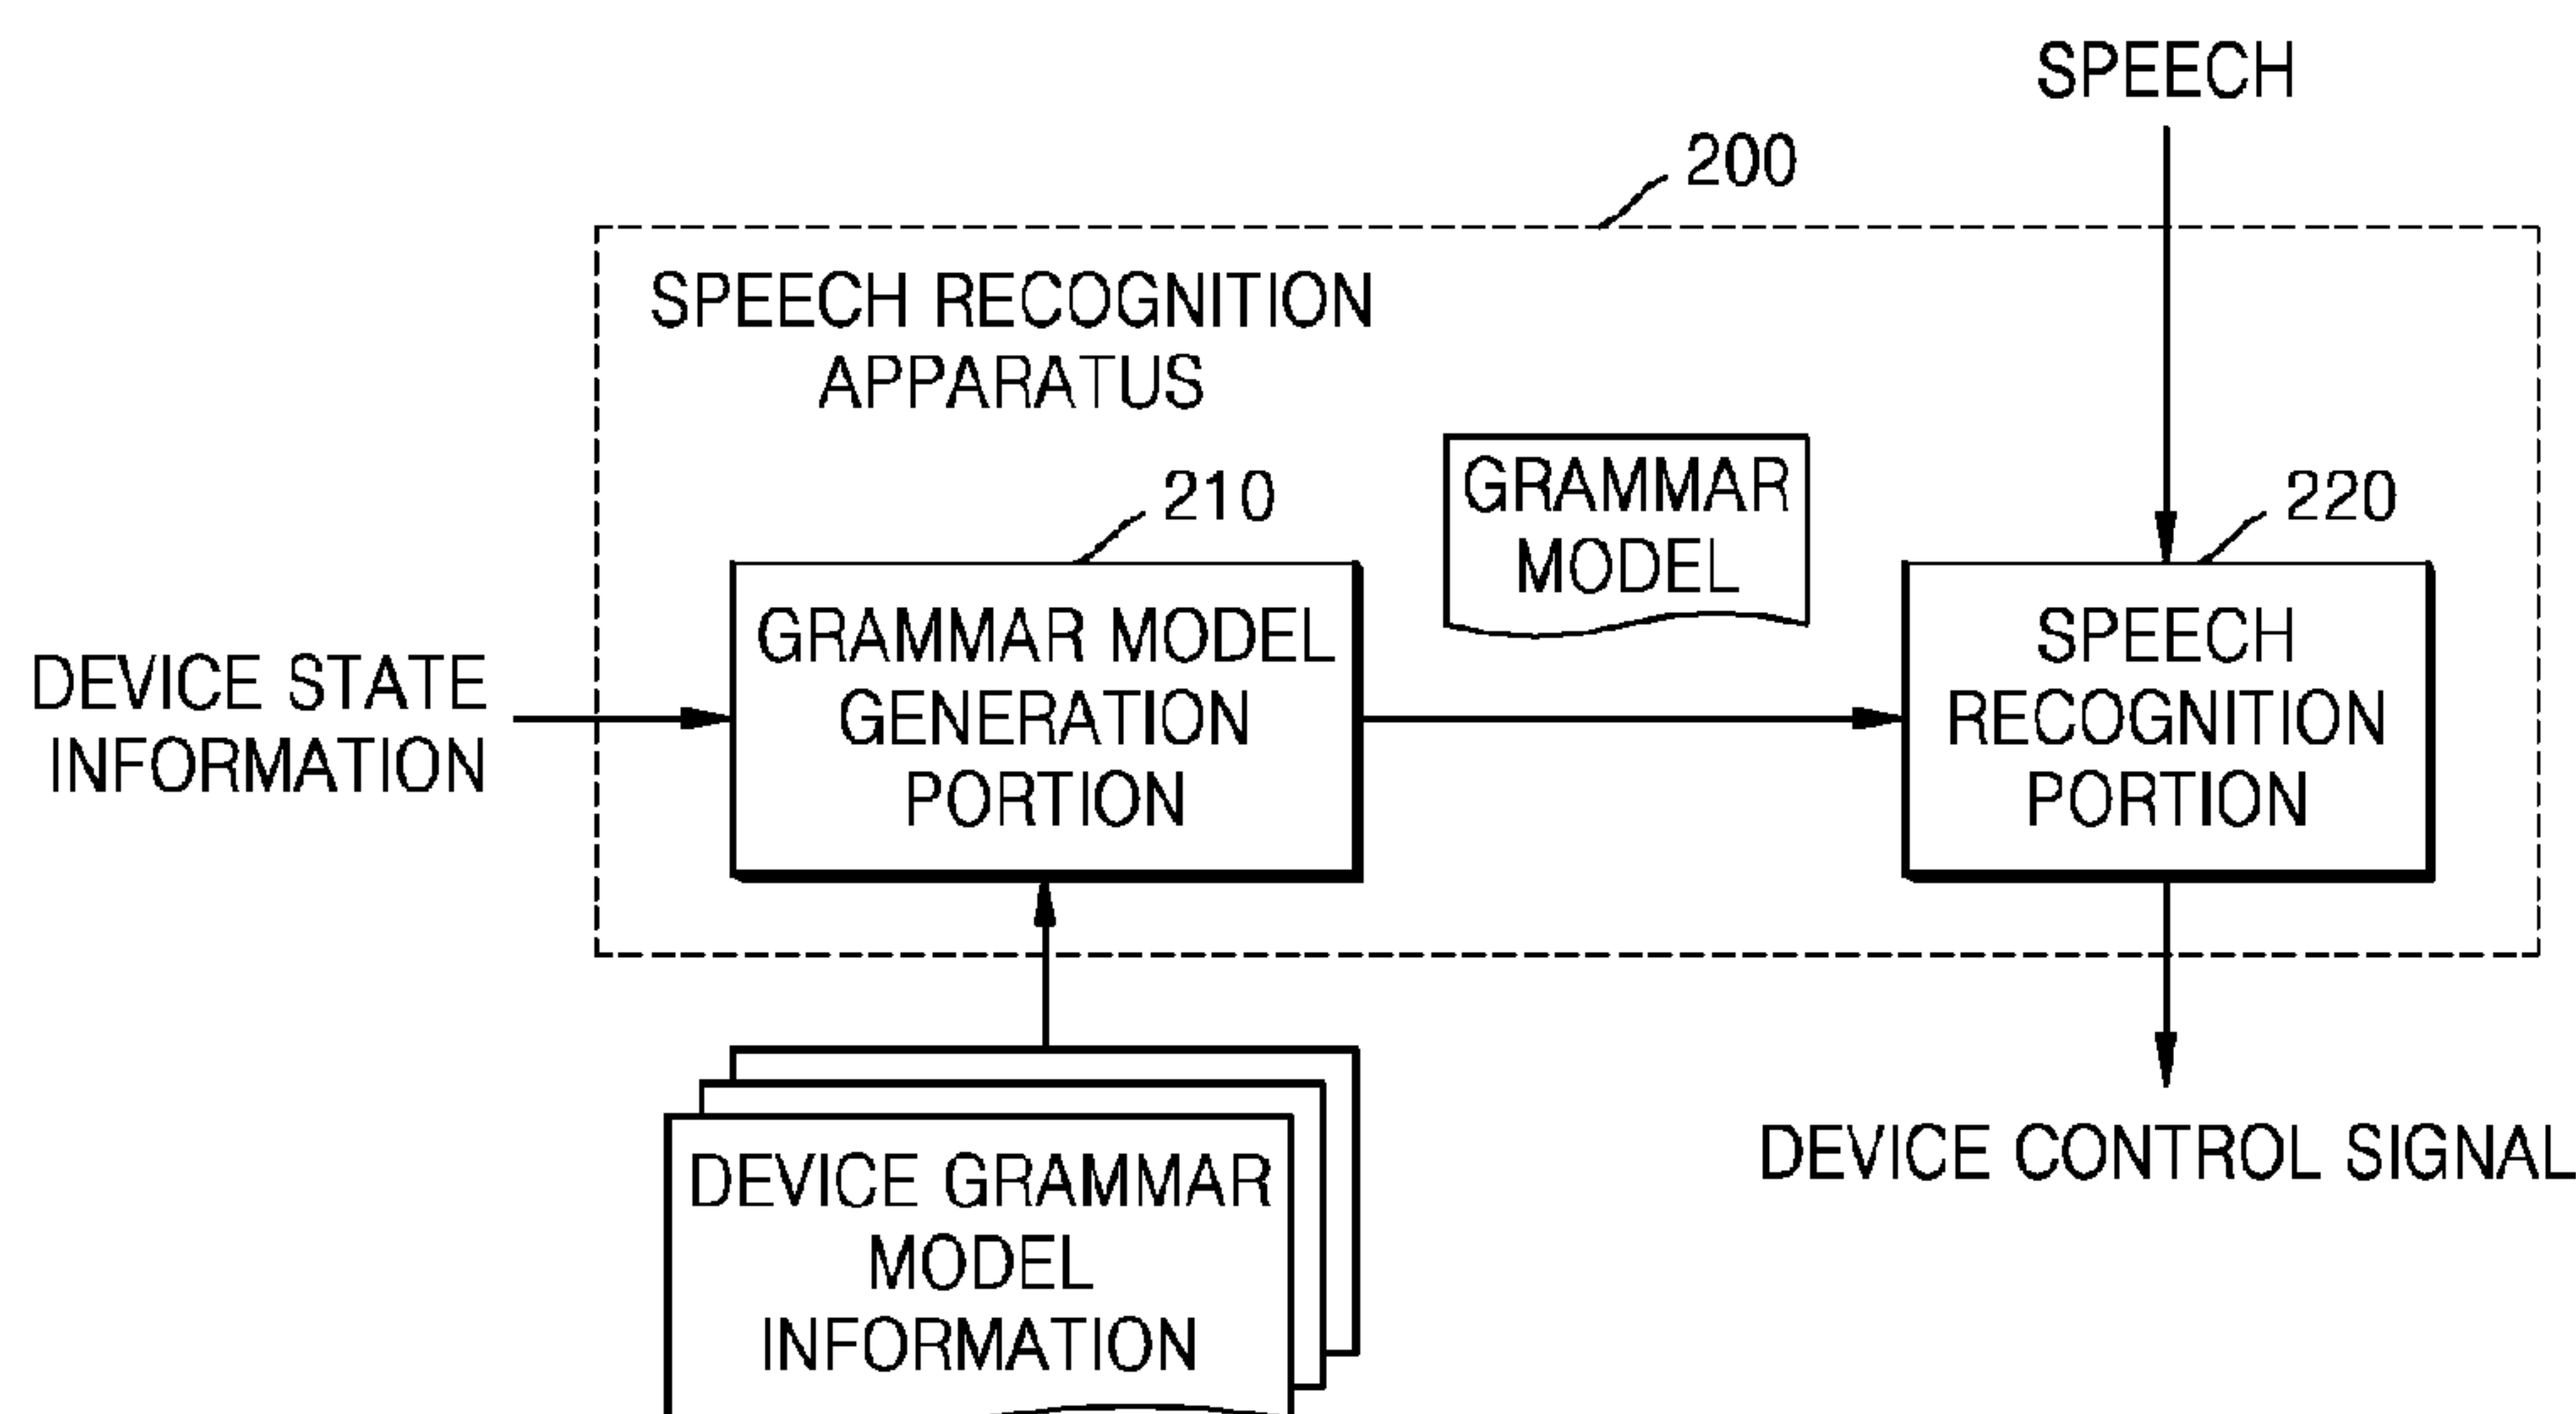 SPEECH
200
SPEECH RECOGNITION
APPARATUS
GRAMMAR
MODEL
210
220
DEVICE STATE
INFORMATION
GRAMMAR MODEL
GENERATION
PORTION
SPEECH
RECOGNITION
PORTION
DEVICE CONTROL SIGNAL
DEVICE GRAMMAR
MODEL
INFORMATION